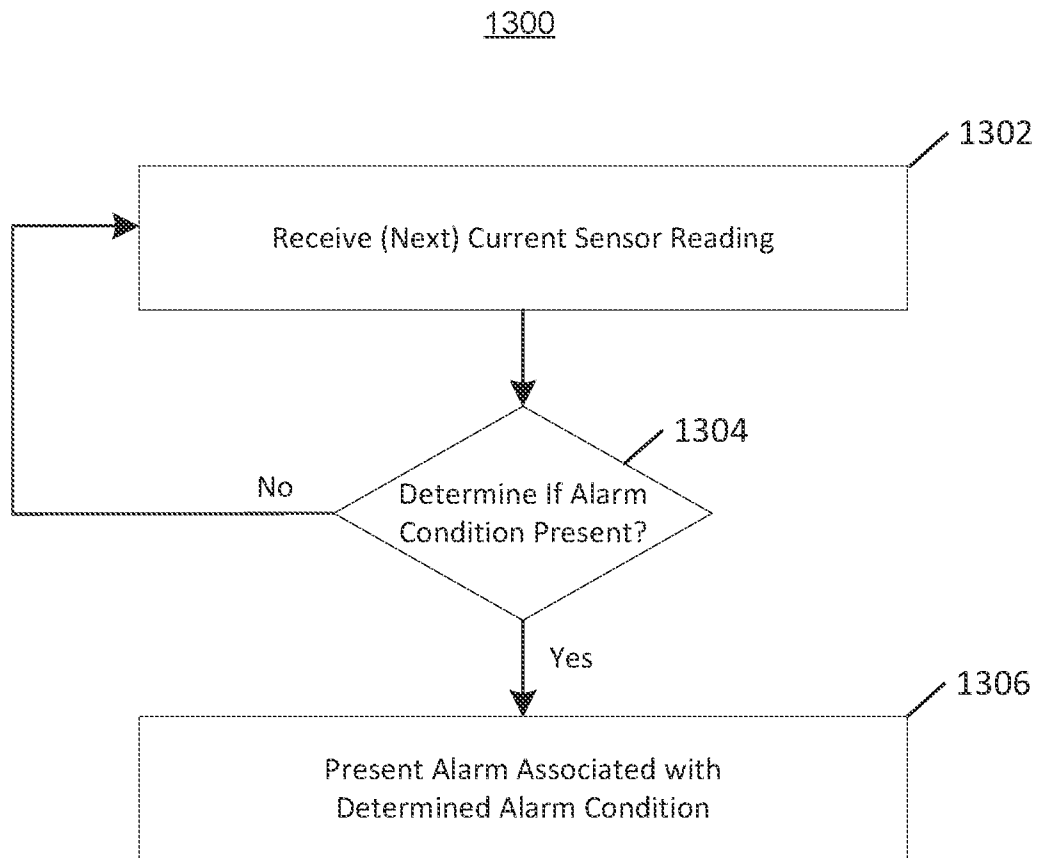 1300
1302
Receive (Next) Current Sensor Reading
1304
No
Determine If Alarm
Condition Present?
Yes
1306
Present Alarm Associated with
Determined Alarm Condition